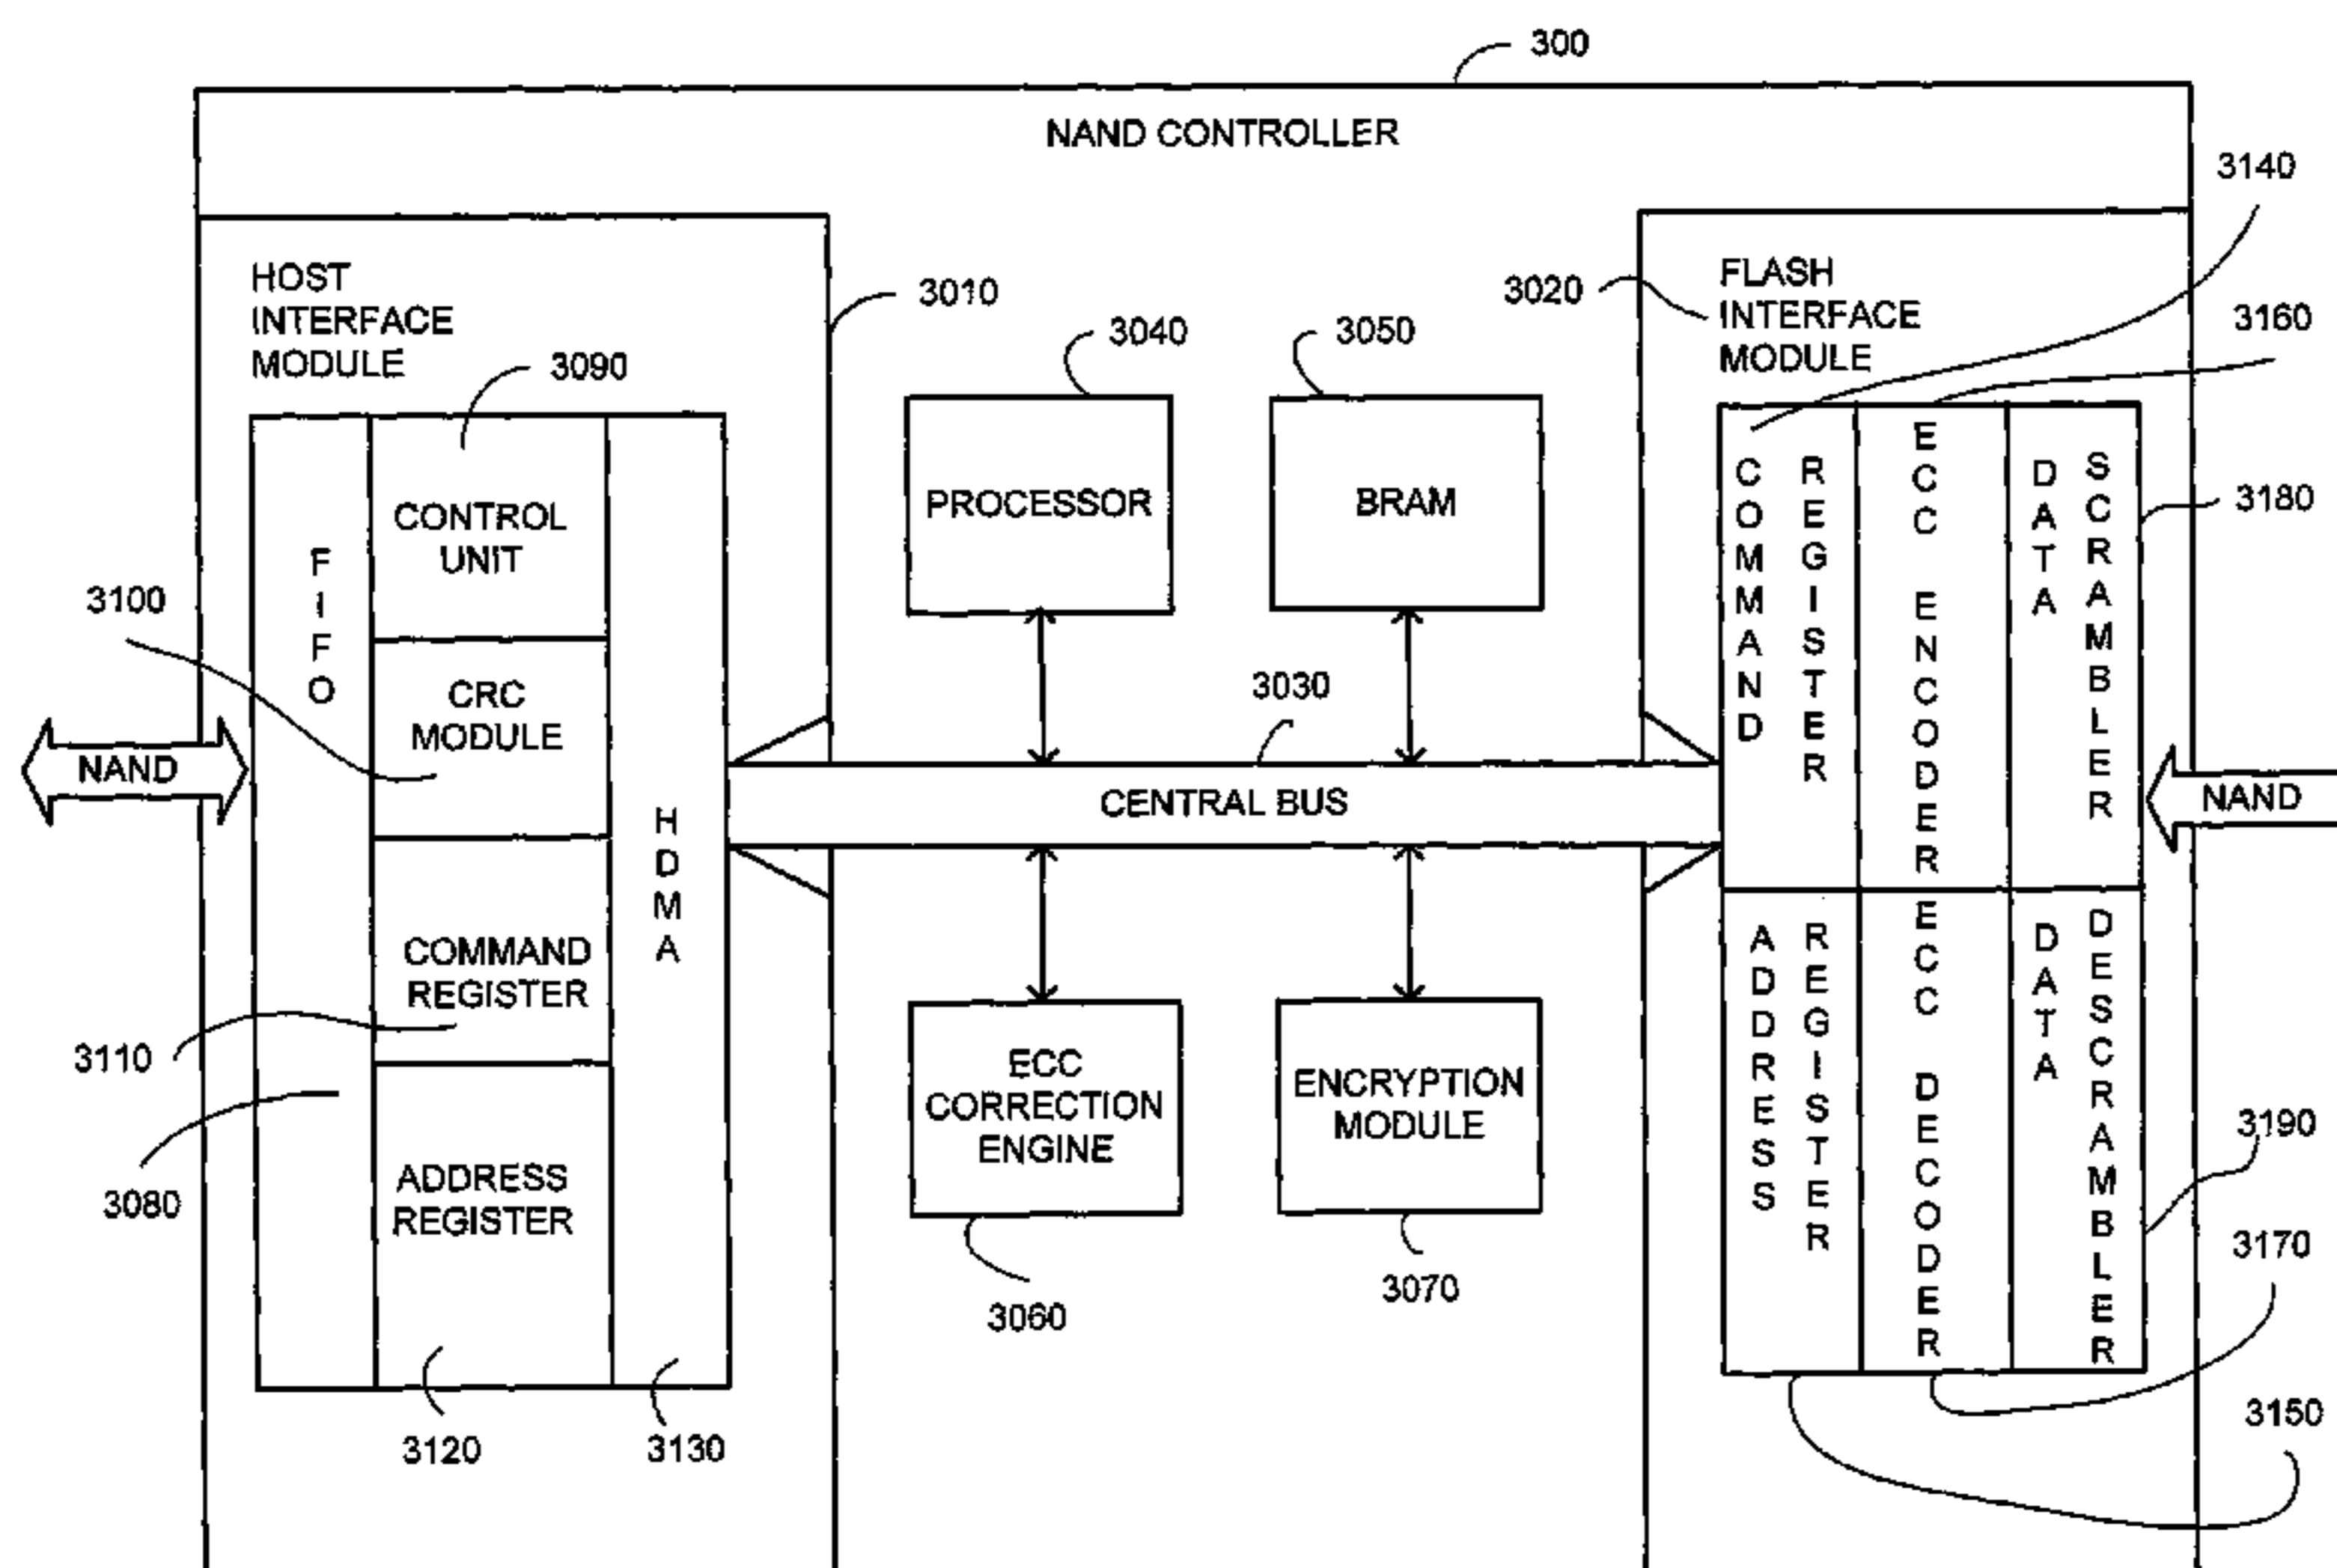 300
NAND CONTROLLER
3140
HOST
INTERFACE
MODULE
3010
3020
FLASH
INTERFACE
MODULE
3160
3090
3040
3050
CONTROL
UNIT
PROCESSOR
BRAM
COMMAND
REGISTER
ECC ENCODER
DATA
SCRAMBLER
3180
FIFO
3100
CRC
MODULE
3030
NAND
CENTRAL BUS
NAND
HDMA
COMMAND
REGISTER
ADDRESS
REGISTER
ECC DECODER
DATA
DESCRAMBLER
3110
ECC
CORRECTION
ENGINE
ENCRYPTION
MODULE
3190
3080
ADDRESS
REGISTER
3170
3060
3070
3120
3130
3150